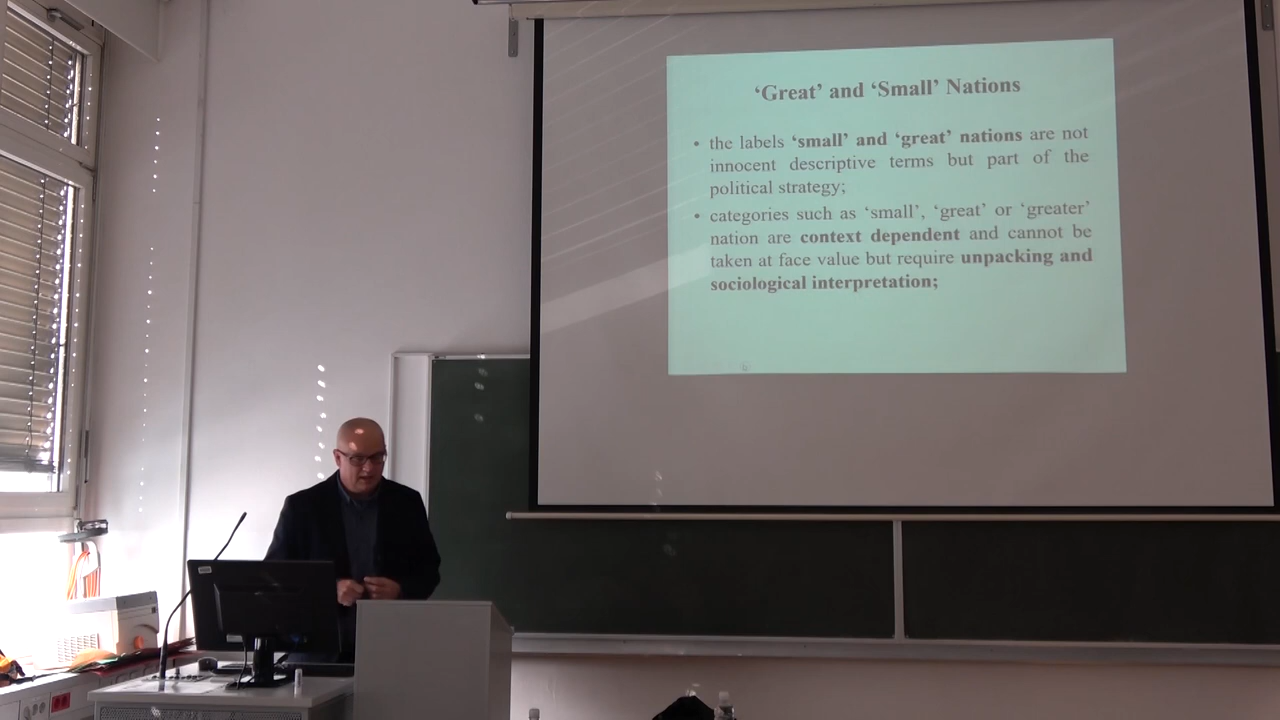 ‘Great’ and ‘Small’ Nations
• the labels ‘small’ and ‘great’ nations are not
innocent descriptive terms but part of the
political strategy;
• categories such as ‘small’, ‘great’ or ‘greater’
nation are context dependent and cannot be
taken at face value but require unpacking and
sociological interpretation;